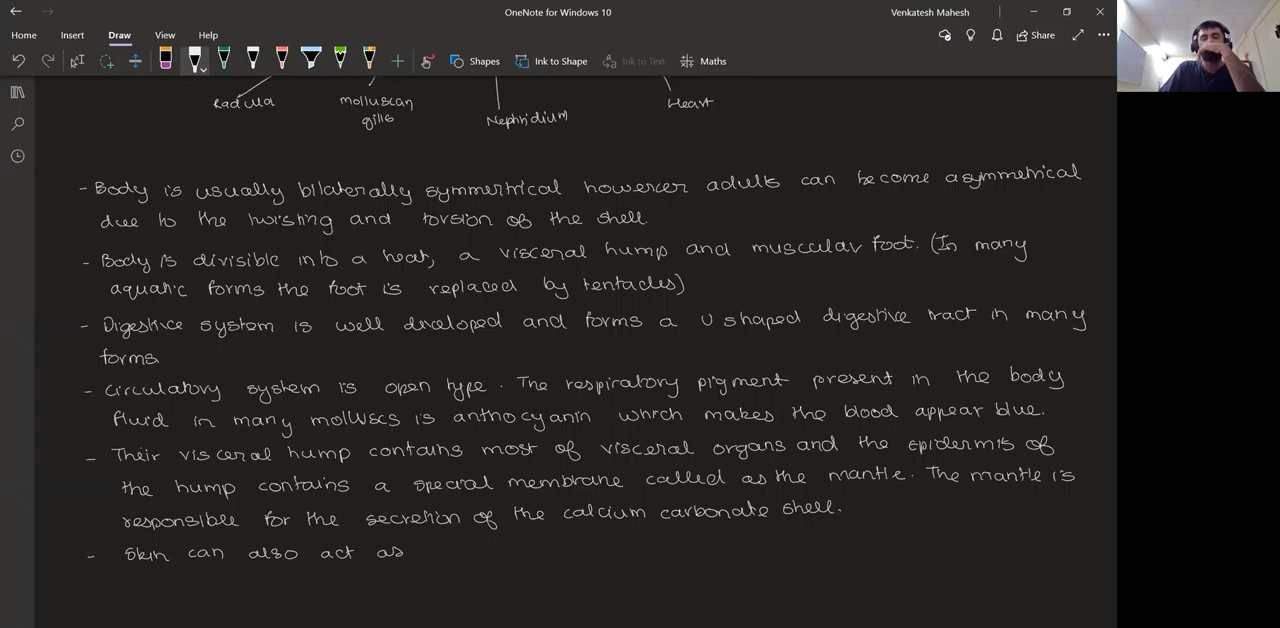 OneNote for Windows 10
Venkatesh Mahesh
Home Insert Draw View Help
Share
Shapes Ink to Shape Ink to Text Maths
Radula
molluscan
gills
Nephridium
Heart
- Body is usually bilaterally symmetrical however adults can become asymmetrical
due to the twisting and torsion of the shell.
- Body is divisible into a heat, a visceral hump and muscular foot. (In many
aquatic forms the foot is replaced by tentacles)
- Digestive system is well developed and forms a U shaped digestive tract in many
forms.
- Circulatory system is open type. The respiratory pigment present in the body
fluid in many molluscs is anthocyanin which makes the blood appear blue.
- Their visceral hump contains most of visceral organs and the epidermis of
the hump contains a special membrane called as the mantle. The mantle is
responsible for the secretion of the calcium carbonate shell.
- Skin can also act as